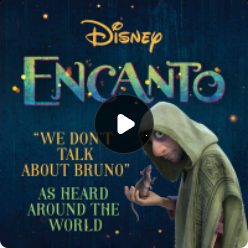 Disney
ENCANTO
"WE DON'T
TALK
ABOUT BRUNO"
AS HEARD
AROUND THE
WORLD